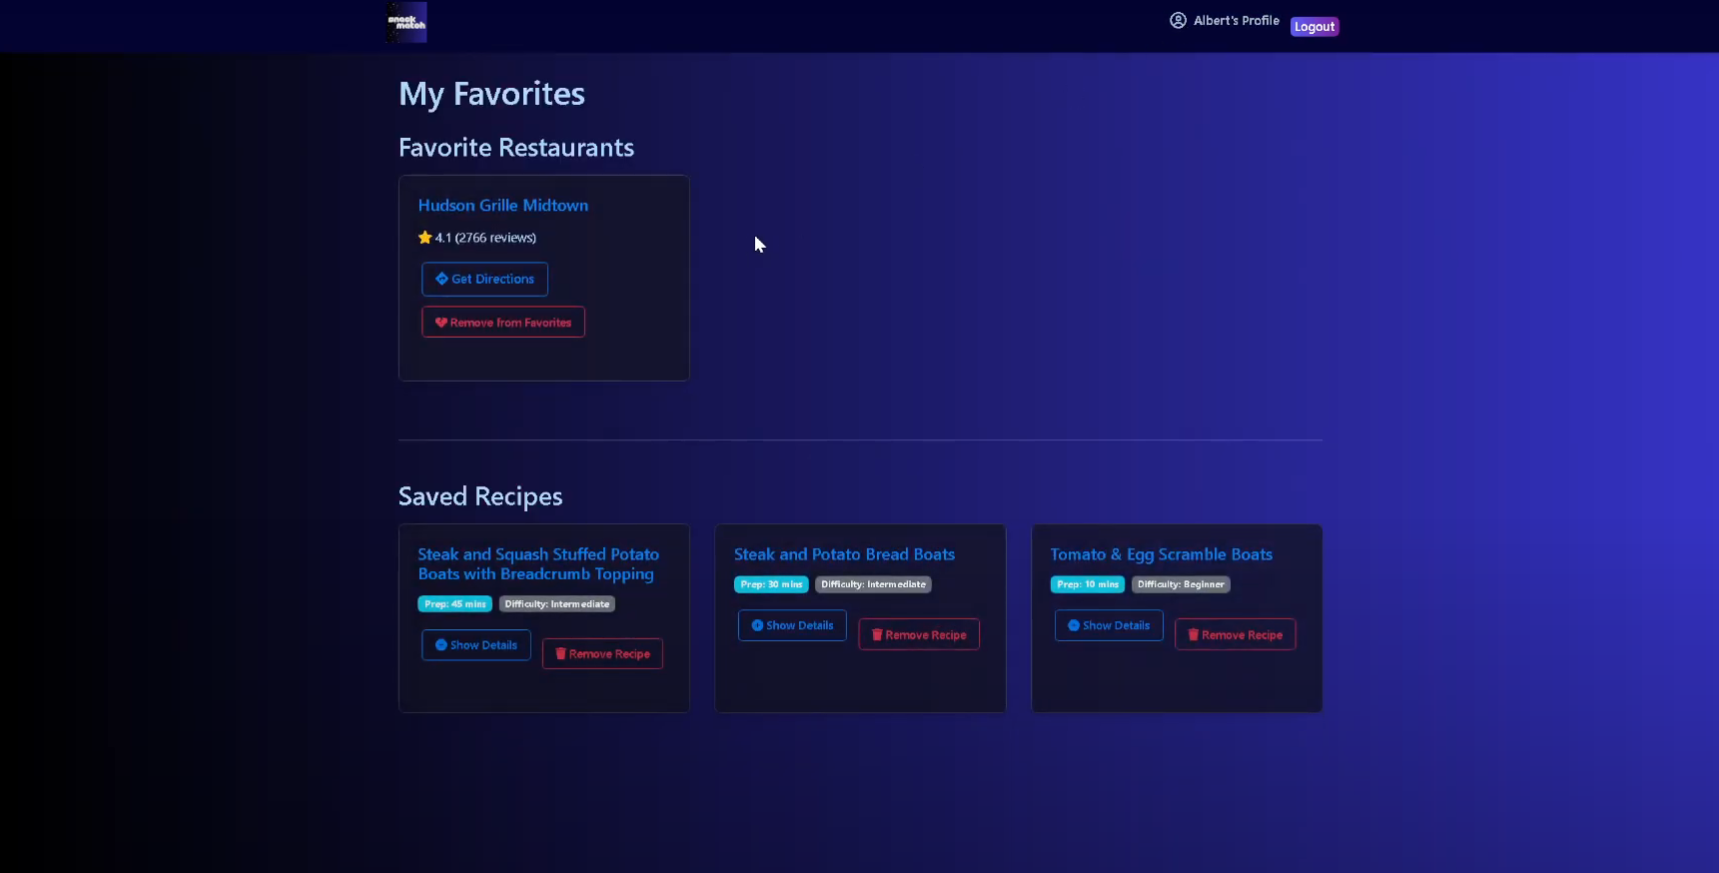 snack
match
Albert's Profile
Logout
My Favorites
Favorite Restaurants
Hudson Grille Midtown
4.1 (2766 reviews)
Get Directions
Remove from Favorites
Saved Recipes
Steak and Squash Stuffed Potato
Boats with Breadcrumb Topping
Prep: 45 mins Difficulty: Intermediate
Show Details Remove Recipe
Steak and Potato Bread Boats
Prep: 30 mins Difficulty: Intermediate
Show Details Remove Recipe
Tomato & Egg Scramble Boats
Prep: 10 mins Difficulty: Beginner
Show Details Remove Recipe